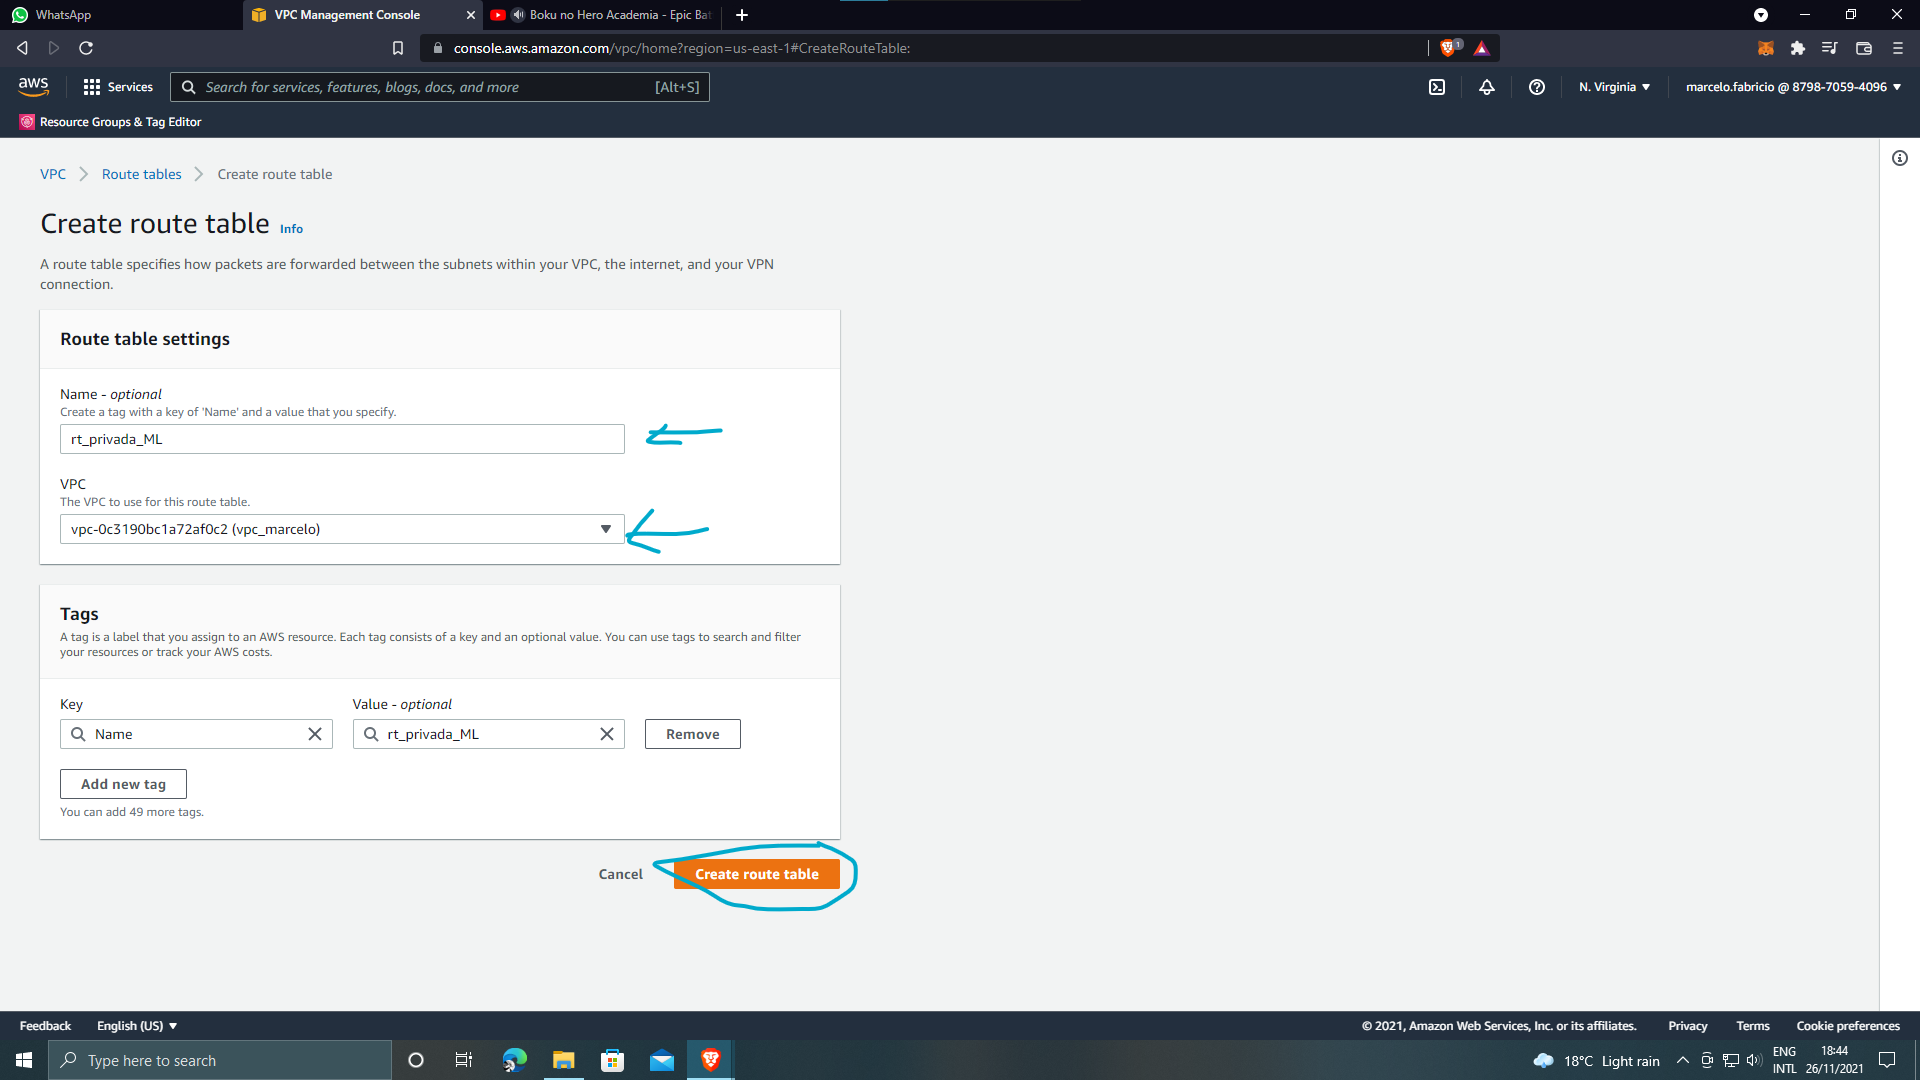 WhatsApp
VPC Management Console
Boku no Hero Academia - Epic Bat
console.aws.amazon.com/vpc/home?region=us-east-1#CreateRouteTable:
1
aws
Services
Search for services, features, blogs, docs, and more
[Alt+S]
N. Virginia
marcelo.fabricio @ 8798-7059-4096
Resource Groups & Tag Editor
VPC
Route tables
Create route table
Create route table
Info
A route table specifies how packets are forwarded between the subnets within your VPC, the internet, and your VPN
connection.
Route table settings
Name - optional
Create a tag with a key of 'Name' and a value that you specify.
rt_privada_ML
VPC
The VPC to use for this route table.
vpc-0c3190bc1a72af0c2 (vpc_marcelo)
Tags
A tag is a label that you assign to an AWS resource. Each tag consists of a key and an optional value. You can use tags to search and filter
your resources or track your AWS costs.
Key
Value - optional
Name
rt_privada_ML
Remove
Add new tag
You can add 49 more tags.
Cancel
Create route table
Feedback
English (US)
© 2021, Amazon Web Services, Inc. or its affiliates.
Privacy
Terms
Cookie preferences
Type here to search
18°C Light rain
ENG
INTL
18:44
26/11/2021